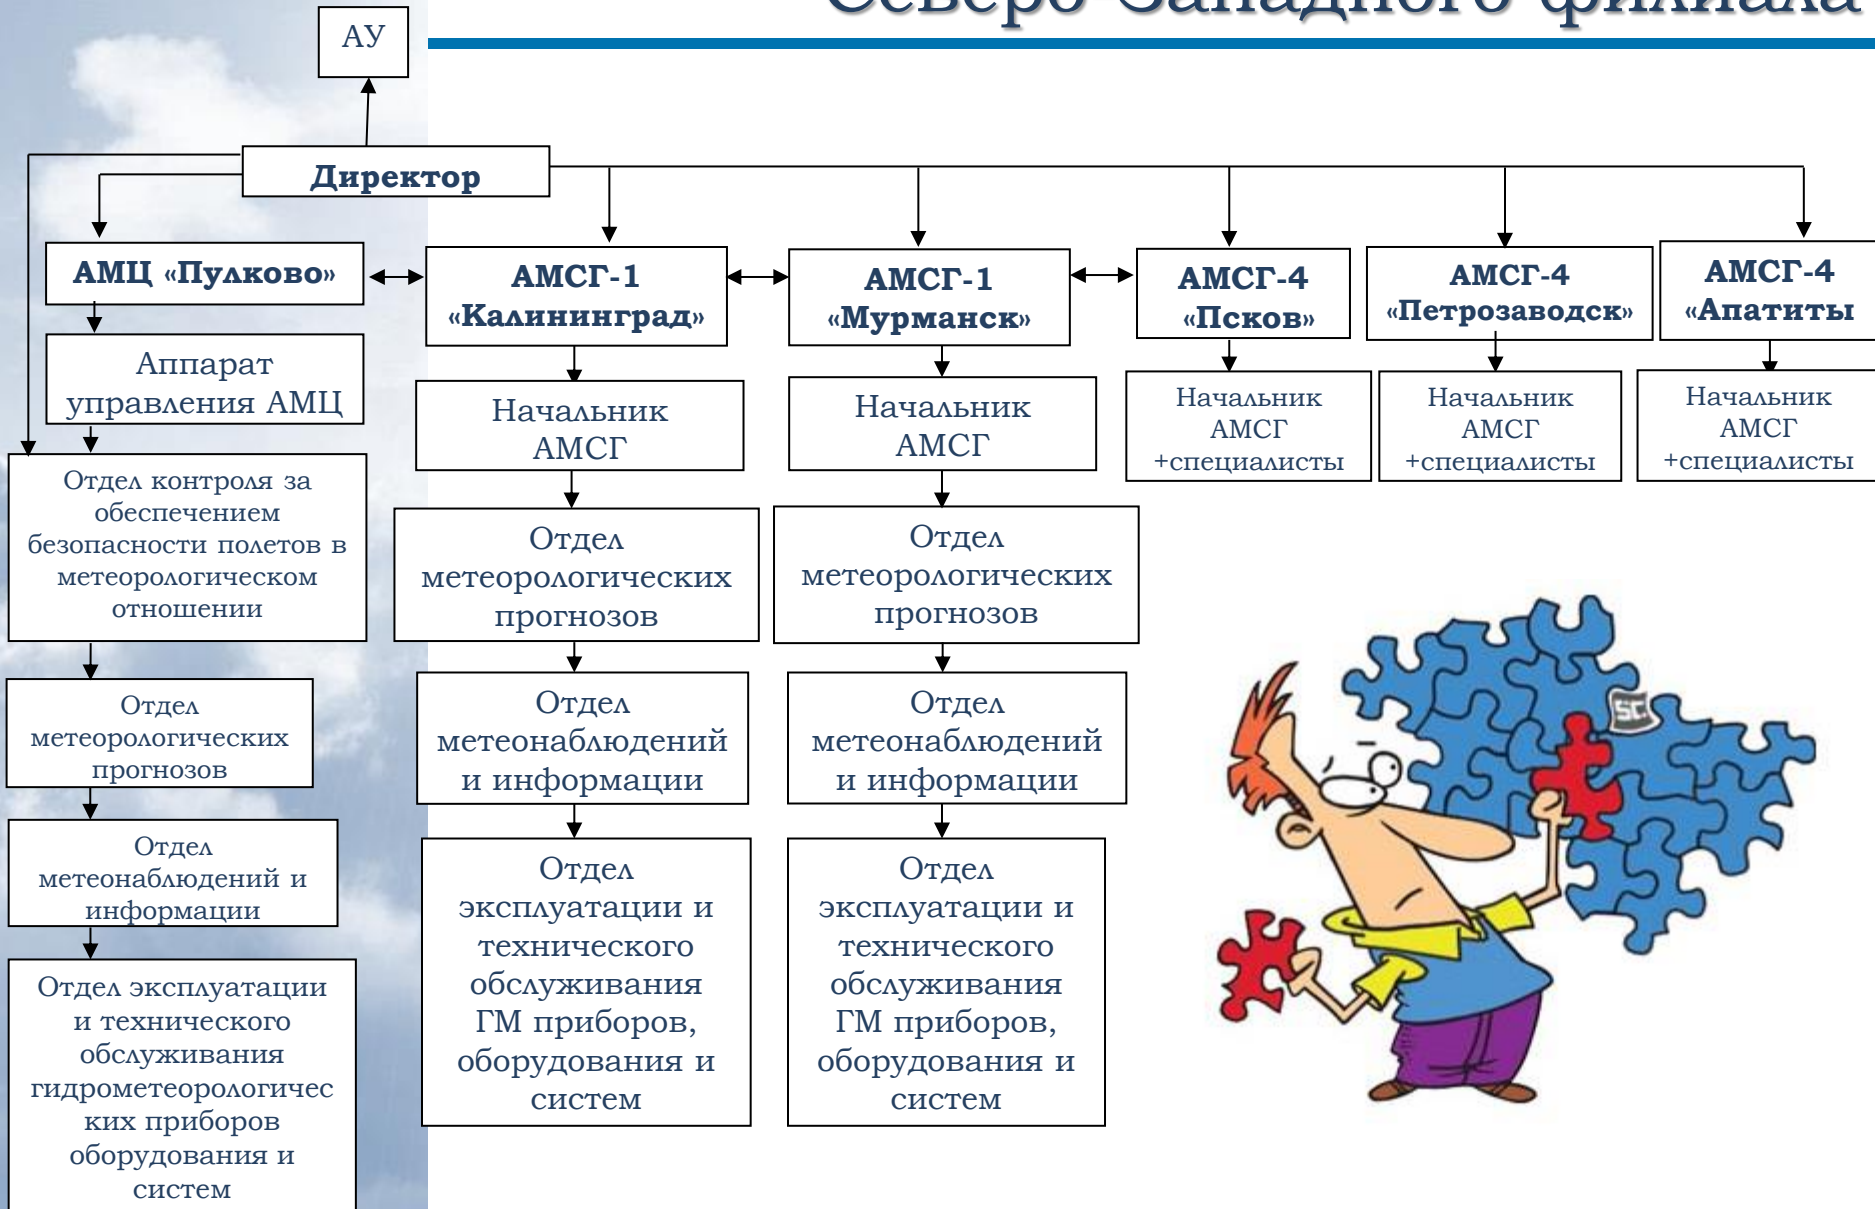 Северо-Западного филиала
АУ
Директор
АМЦ «Пулково»
Аппарат
управления АМЦ
Отдел контроля за
обеспечением
безопасности полетов в
метеорологическом
отношении
Отдел
метеорологических
прогнозов
Отдел
метеонаблюдений и
информации
Отдел эксплуатации
и технического
обслуживания
гидрометеорологичес
ких приборов
оборудования и
систем
АМСГ-1
«Калининград»
Начальник
АМСГ
Отдел
метеорологических
прогнозов
Отдел
метеонаблюдений
и информации
Отдел
эксплуатации и
технического
обслуживания
ГМ приборов,
оборудования и
систем
АМСГ-1
«Мурманск»
Начальник
АМСГ
Отдел
метеорологических
прогнозов
Отдел
метеонаблюдений
и информации
Отдел
эксплуатации и
технического
обслуживания
ГМ приборов,
оборудования и
систем
АМСГ-4
«Псков»
Начальник
АМСГ
+специалисты
АМСГ-4
«Петрозаводск»
Начальник
АМСГ
+специалисты
АМСГ-4
«Апатиты
Начальник
АМСГ
+специалисты
SC